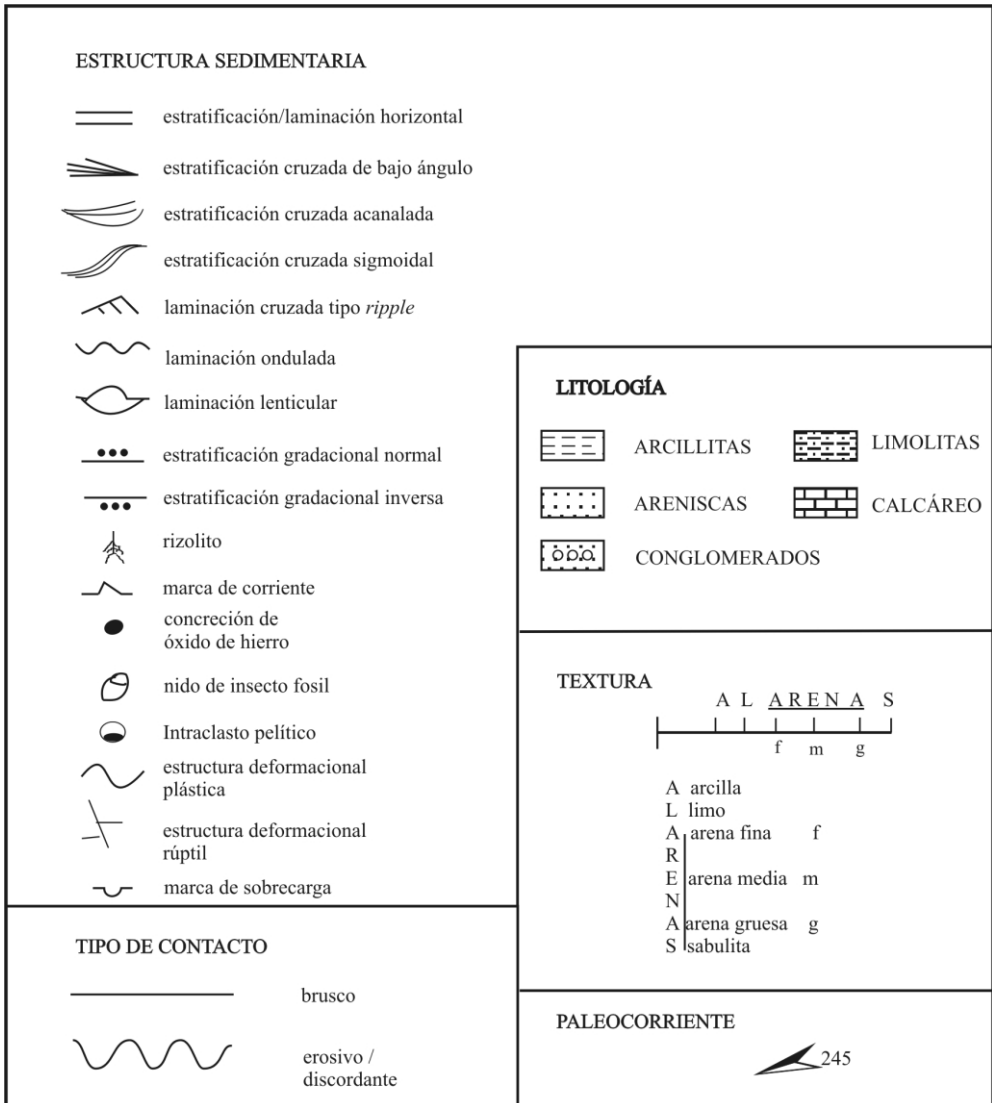 ESTRUCTURA SEDIMENTARIA
estratificación/laminación horizontal
estratificación cruzada de bajo ángulo
estratificación cruzada acanalada
estratificación cruzada sigmoidal
laminación cruzada tipo ripple
laminación ondulada
laminación lenticular
estratificación gradacional normal
estratificación gradacional inversa
rizolito
marca de corriente
concreción de
óxido de hierro
nido de insecto fosil
Intraclasto pelítico
estructura deformacional
plástica
estructura deformacional
rúptil
marca de sobrecarga
TIPO DE CONTACTO
brusco
erosivo /
discordante
LITOLOGÍA
ARCILLITAS
LIMOLITAS
ARENISCAS
CALCÁREO
CONGLOMERADOS
TEXTURA
A L A R E N A S
f m g
A arcilla
L limo
A arena fina f
R
E arena media m
N
A arena gruesa g
S sabulita
PALEOCORRIENTE
245